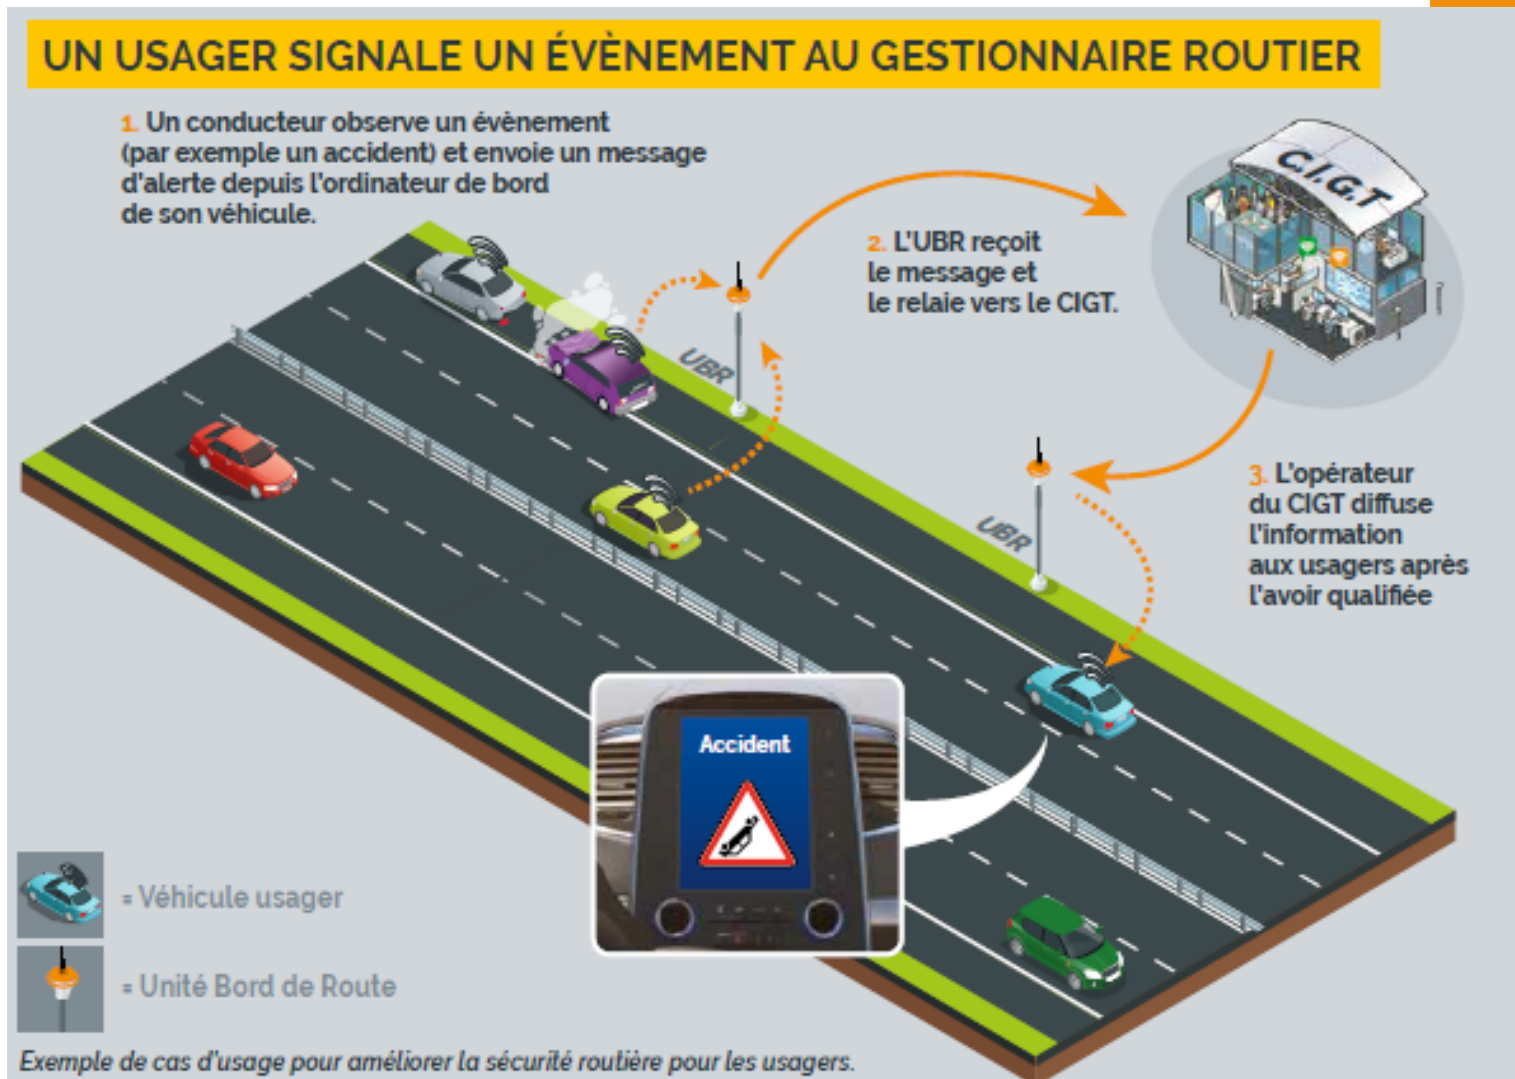 UN USAGER SIGNALE UN ÉVÈNEMENT AU GESTIONNAIRE ROUTIER
1. Un conducteur observe un évènement
(par exemple un accident) et envoie un message
d'alerte depuis l'ordinateur de bord
de son véhicule.
C.I.G.T
2. L'UBR reçoit
le message et
le relaie vers le CIGT.
UBR
UBR
3. L'opérateur
du CIGT diffuse
l'information
aux usagers après
l'avoir qualifiée
Accident
= Véhicule usager
= Unité Bord de Route
Exemple de cas d'usage pour améliorer la sécurité routière pour les usagers.